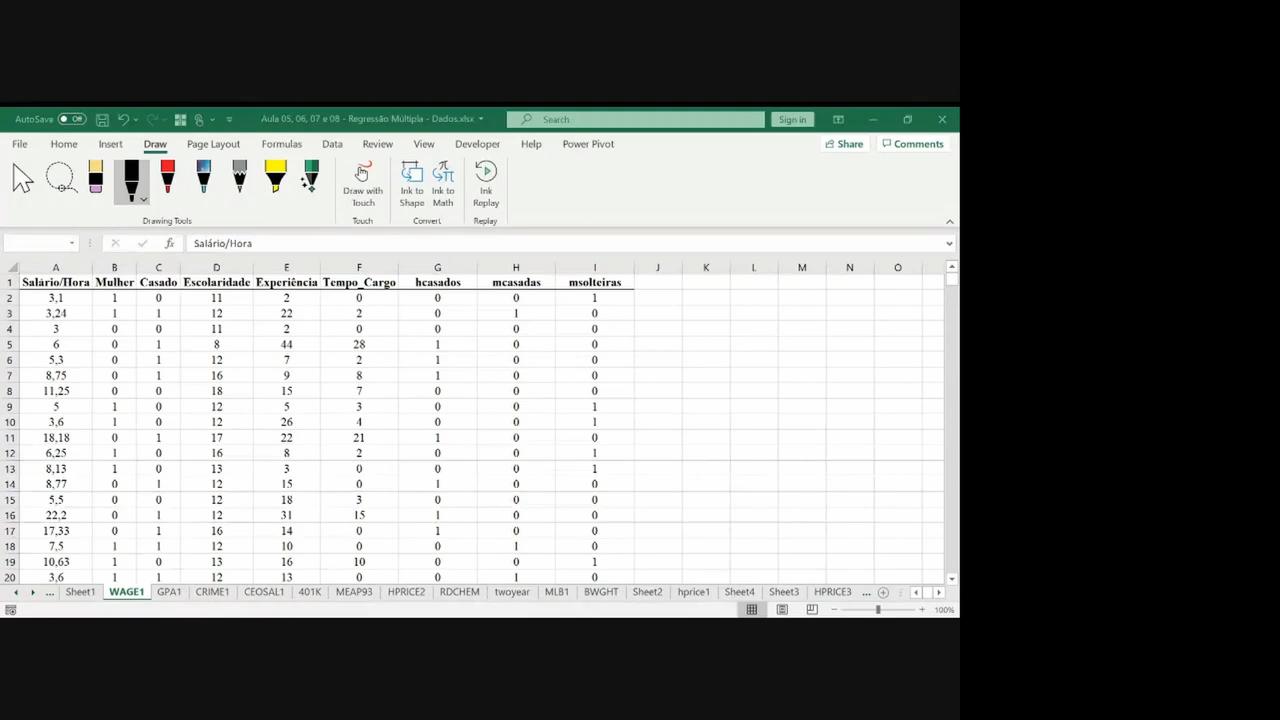 AutoSave Off Aula 05, 06, 07 e 08 - Regressão Múltipla - Dados.xlsx Search Sign in
File Home Insert Draw Page Layout Formulas Data Review View Developer Help Power Pivot Share Comments
Draw with Touch
Ink to Shape
Ink to Math
Ink Replay
Drawing Tools Touch Convert Replay
fx Salário/Hora
A B C D E F G H I J K L M N O
1 Salário/Hora Mulher Casado Escolaridade Experiência Tempo_Cargo hcasados mcasadas msolteiras
2 3,1 1 0 11 2 0 0 0 1
3 3,24 1 1 12 22 2 0 1 0
4 3 0 0 11 2 0 0 0 0
5 6 0 1 8 44 28 1 0 0
6 5,3 0 1 12 7 2 1 0 0
7 8,75 0 1 16 9 8 1 0 0
8 11,25 0 0 18 15 7 0 0 0
9 5 1 0 12 5 3 0 0 1
10 3,6 1 0 12 26 4 0 0 1
11 18,18 0 1 17 22 21 1 0 0
12 6,25 1 0 16 8 2 0 0 1
13 8,13 1 0 13 3 0 0 0 1
14 8,77 0 1 12 15 0 1 0 0
15 5,5 0 0 12 18 3 0 0 0
16 22,2 0 1 12 31 15 1 0 0
17 17,33 0 1 16 14 0 1 0 0
18 7,5 1 1 12 10 0 0 1 0
19 10,63 1 0 13 16 10 0 0 1
20 3,6 1 1 12 13 0 0 1 0
... Sheet1 WAGE1 GPA1 CRIME1 CEOSAL1 401K MEAP93 HPRICE2 RDCHEM twoyear MLB1 BWGHT Sheet2 hprice1 Sheet4 Sheet3 HPRICE3 ...
100%